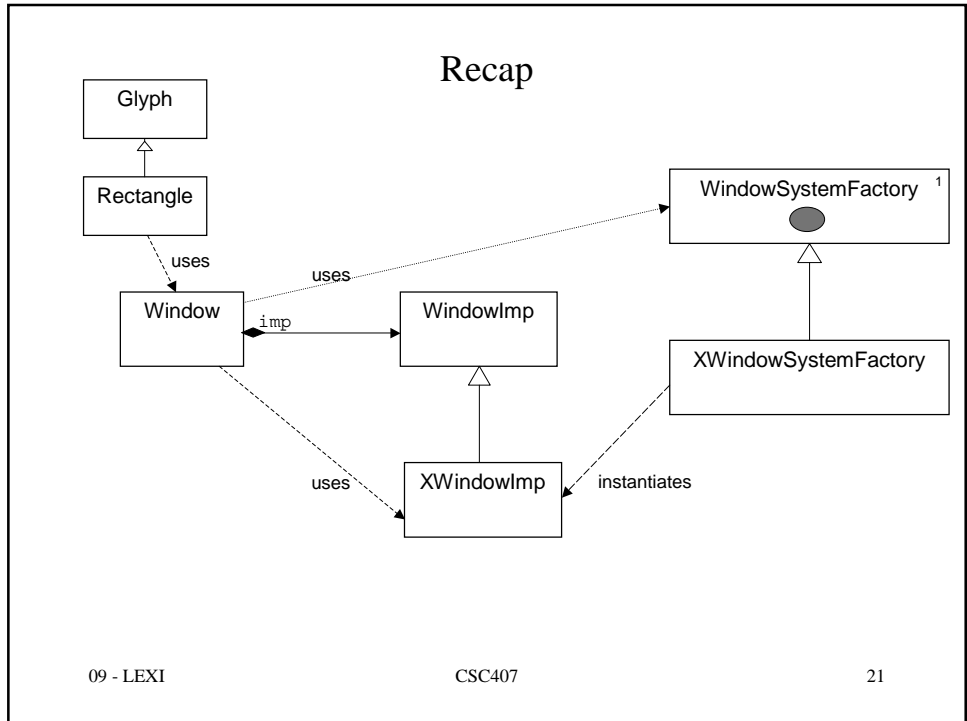 Recap
Glyph
Rectangle
uses
WindowSystemFactory 1
uses
Window
imp
WindowImp
XWindowSystemFactory
uses
XWindowImp
instantiates
09 - LEXI
CSC407
21